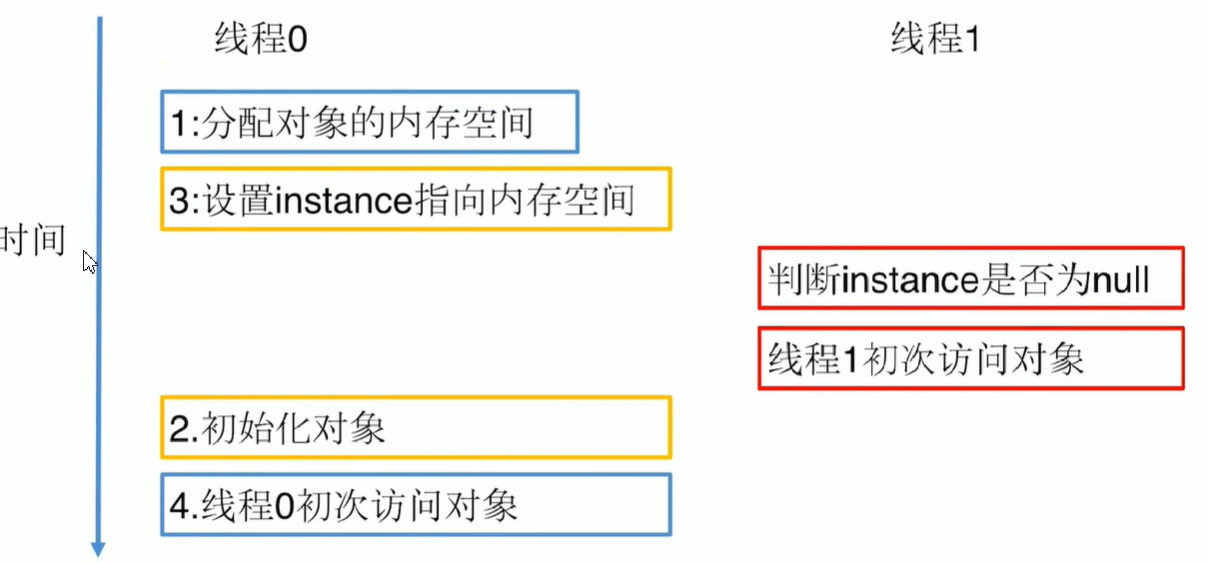 线程0
线程1
1:分配对象的内存空间
3:设置instance指向内存空间
时间
判断instance是否为null
线程1初次访问对象
2.初始化对象
4.线程0初次访问对象